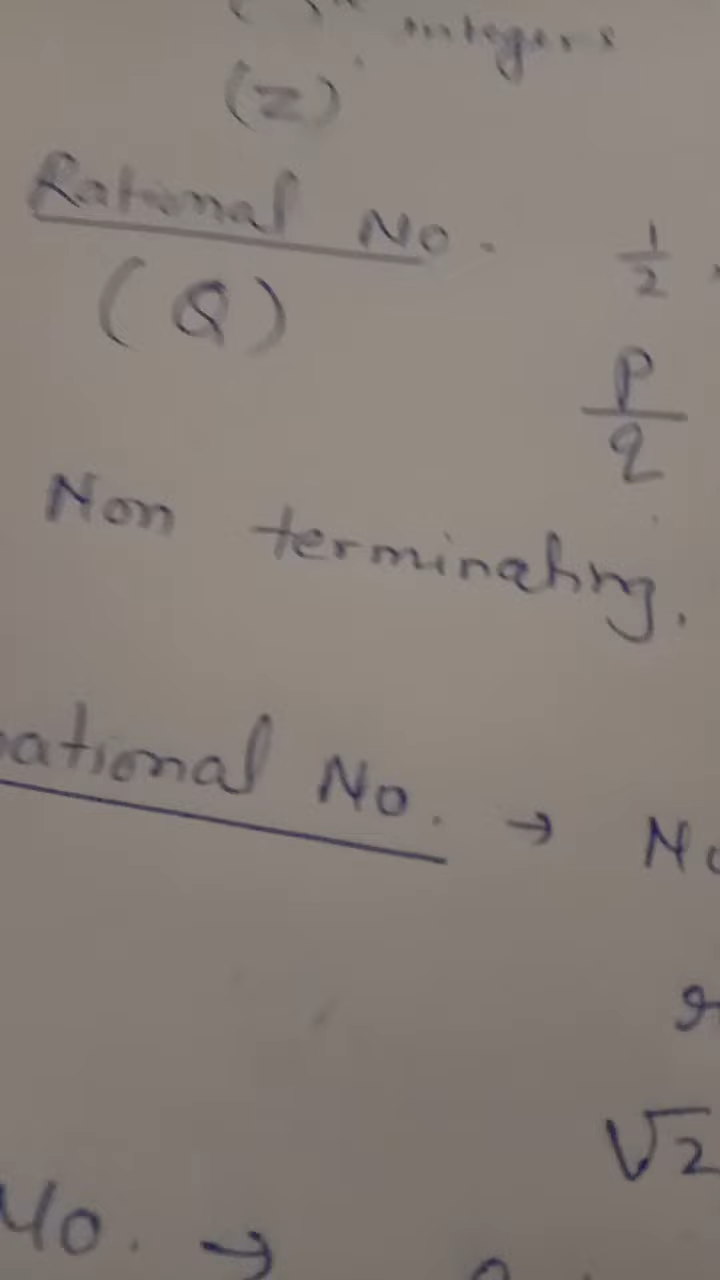 integers
(Z)
Rational No. 1/2
(Q)
p/q
Non terminating.
ational No. →
√2
No. →